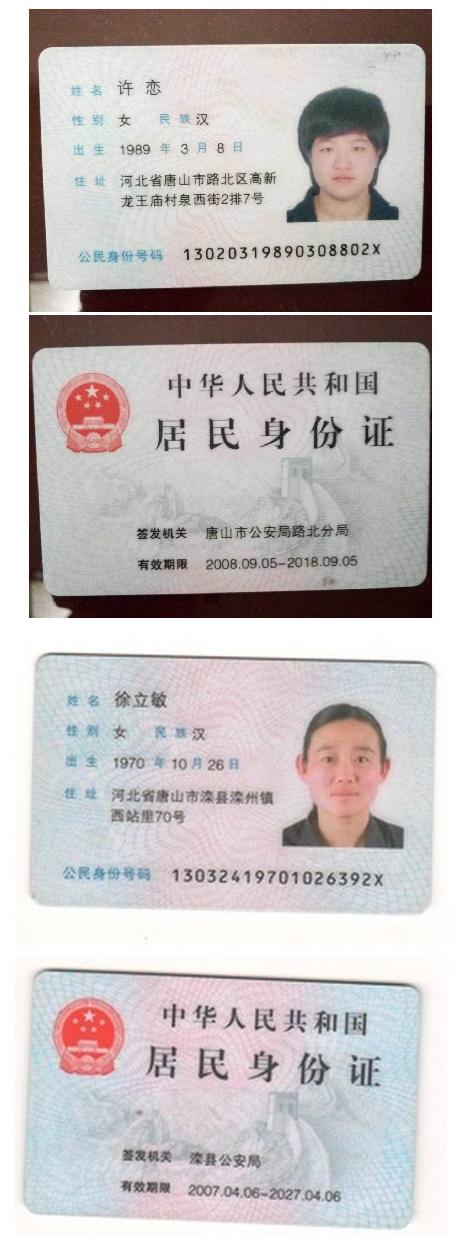 姓名 许恋
性别 女 民族 汉
出生 1989 年 3 月 8 日
住址 河北省唐山市路北区高新
龙王庙村泉西街2排7号
公民身份号码 13020319890308802X
中华人民共和国
居民身份证
签发机关 唐山市公安局路北分局
有效期限 2008.09.05-2018.09.05
姓名 徐立敏
性别 女 民族 汉
出生 1970 年 10 月 26 日
住址 河北省唐山市滦县滦州镇
西站里70号
公民身份号码 13032419701026392X
中华人民共和国
居民身份证
签发机关 滦县公安局
有效期限 2007.04.06-2027.04.06